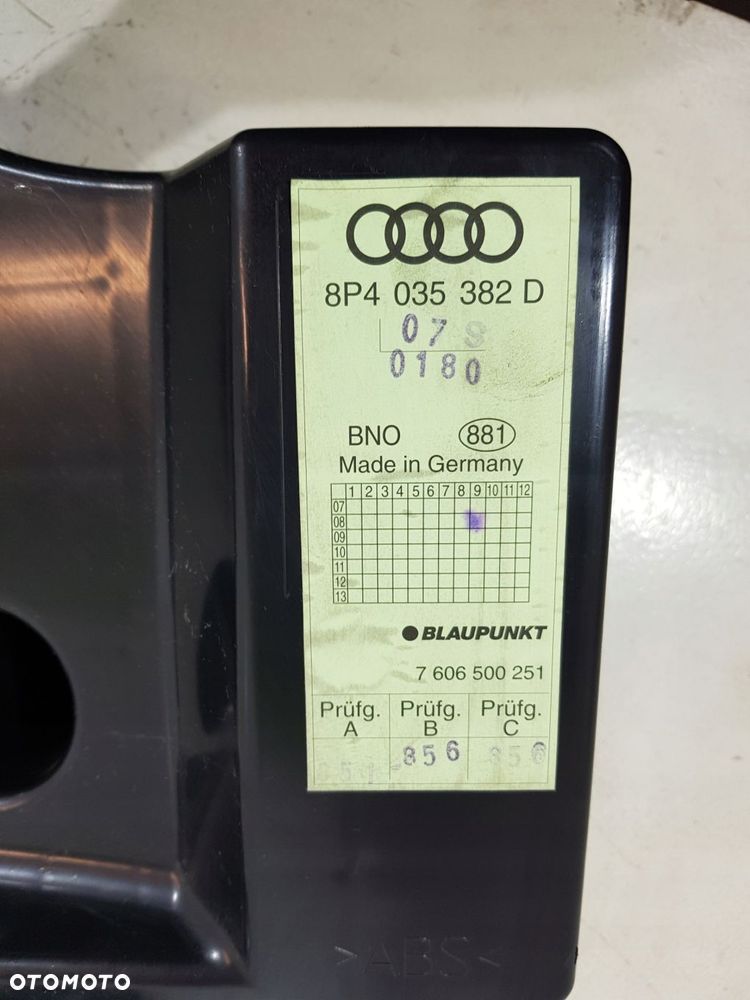 8P4 035 382 D
07S
0180
BNO 881
Made in Germany
1 2 3 4 5 6 7 8 9 10 11 12
07
08
09
10
11
12
13
BLAUPUNKT
7 606 500 251
Prüfg. A Prüfg. B Prüfg. C
856 856
>ABS<
OTOMOTO